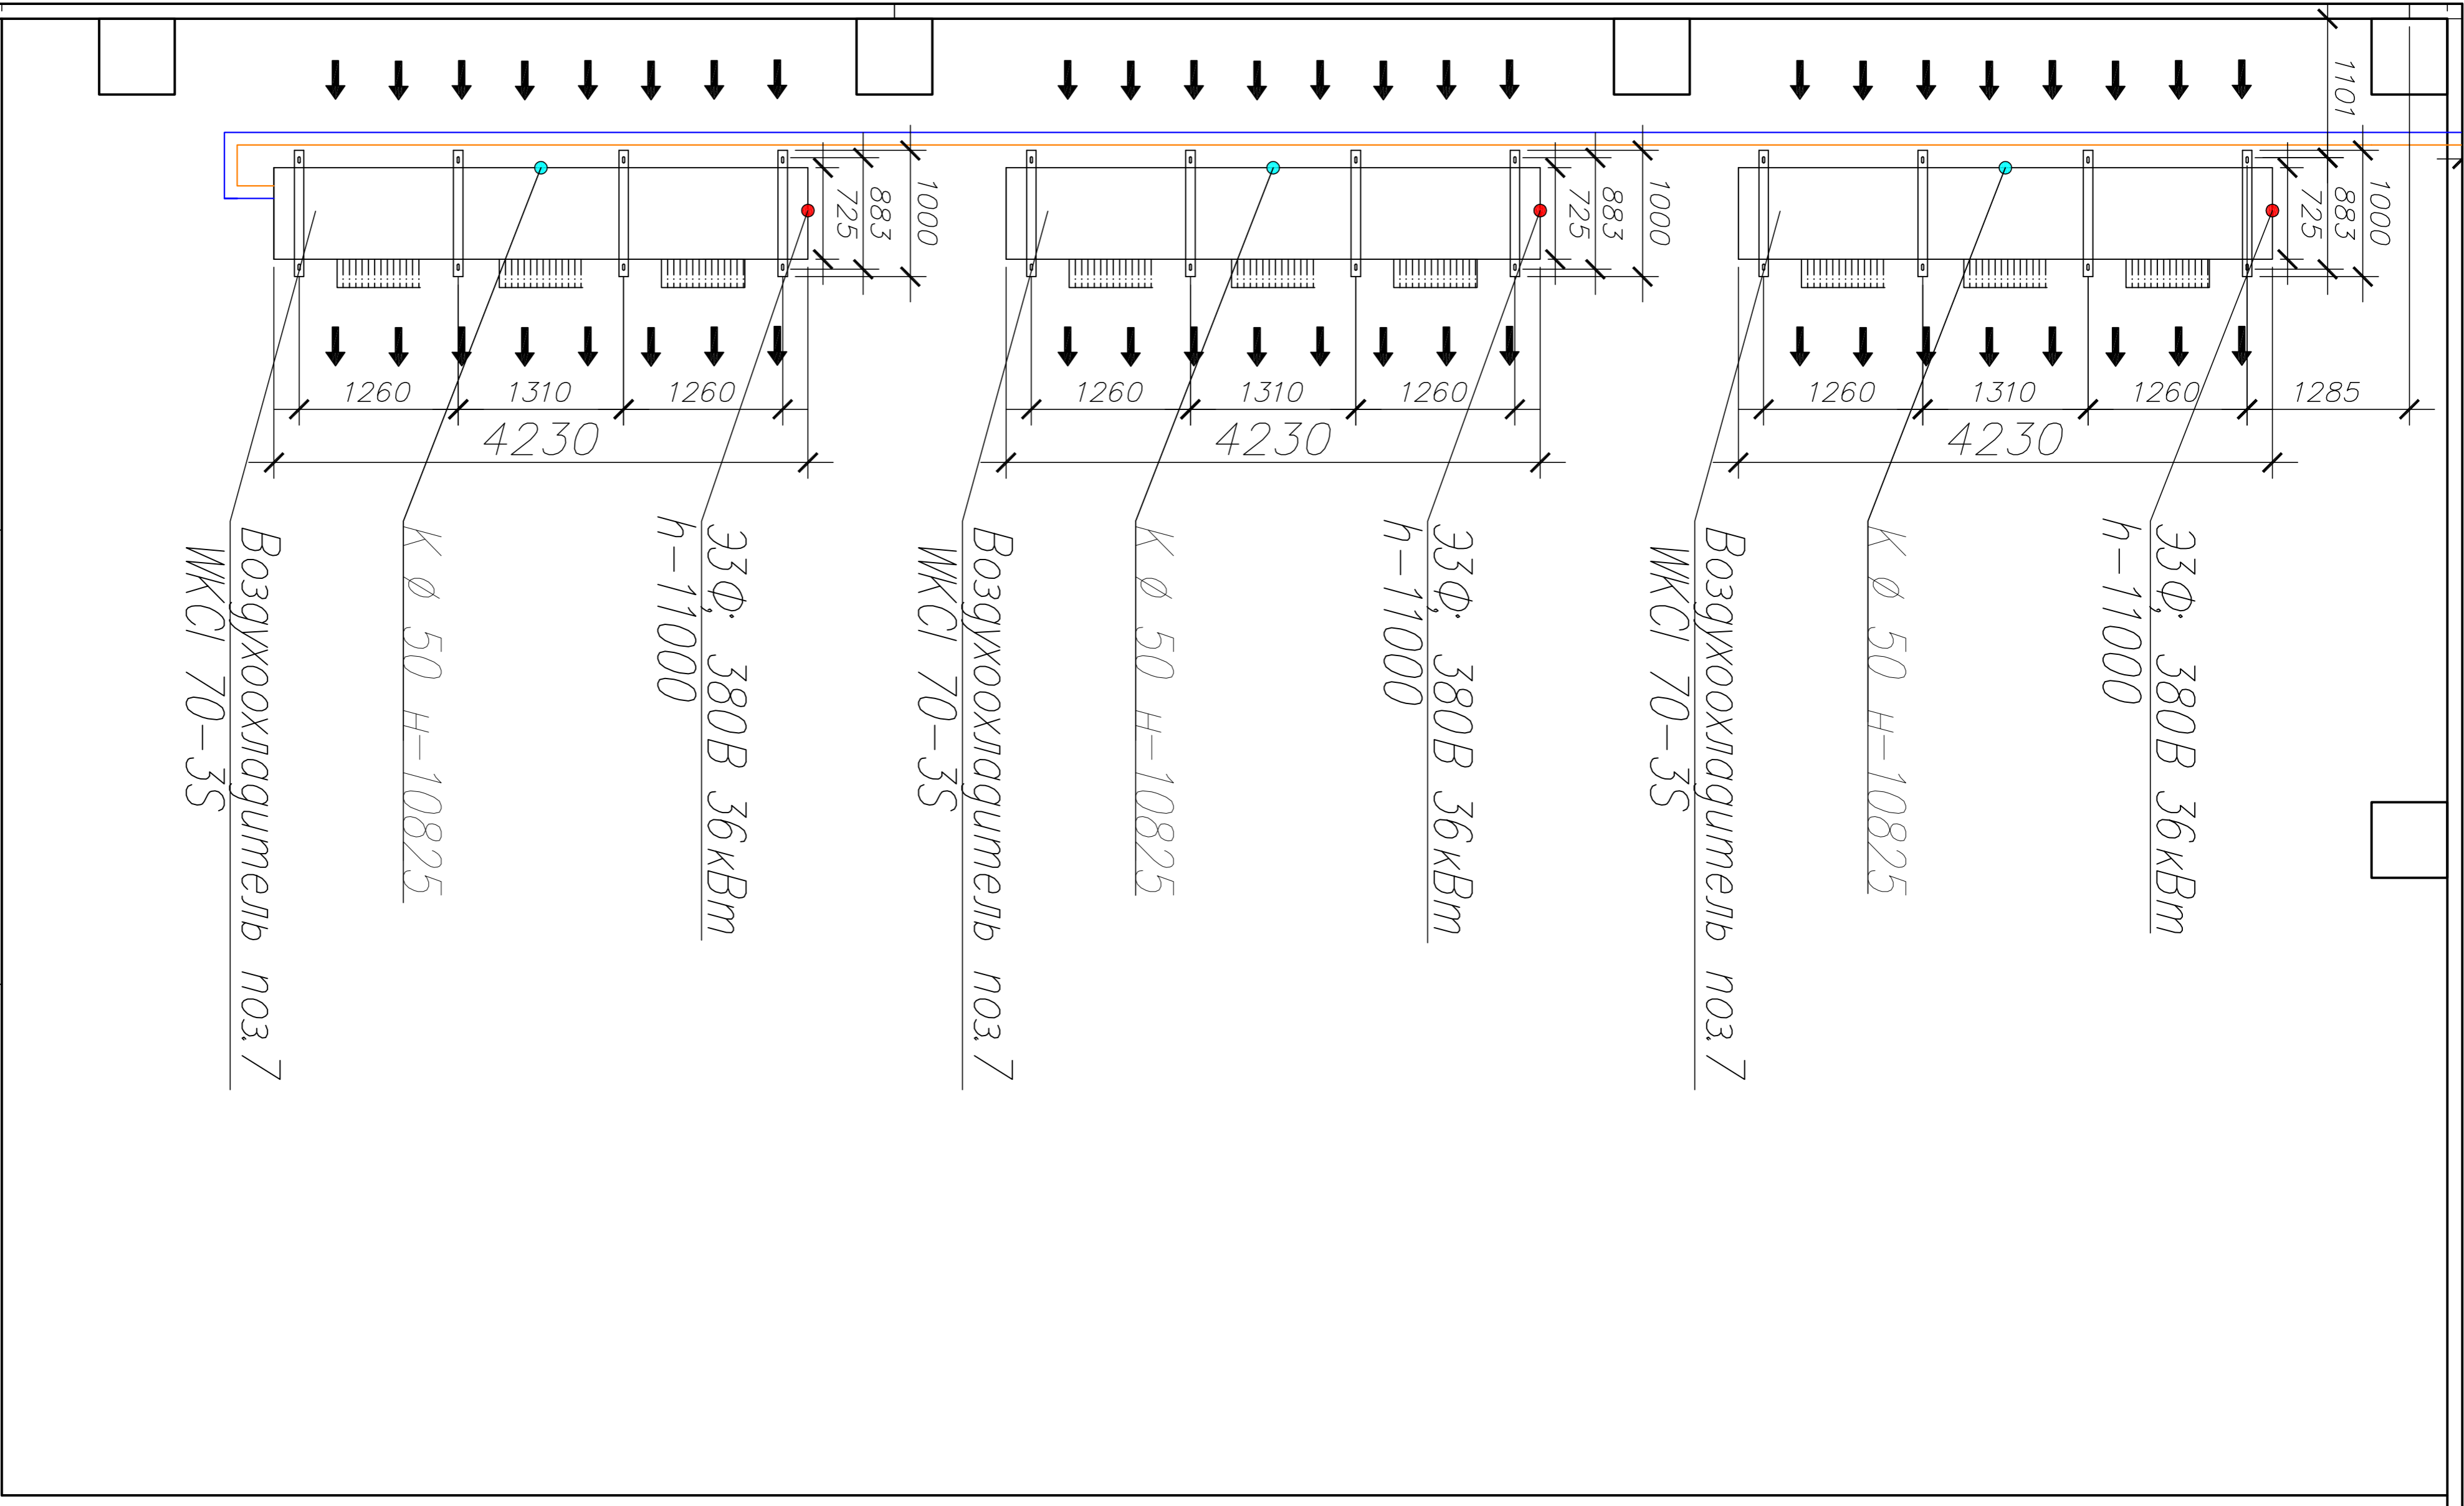 1101
1000
883
725
1000
883
725
1000
883
725
1260
1310
1260
4230
1260
1310
1260
4230
1260
1310
1260
1285
4230
Воздухоохладитель поз.7
WKCI 70-3S
К ø 50 Н-10825
ЭЗФ; 380В 36кВт
h-11000
Воздухоохладитель поз.7
WKCI 70-3S
К ø 50 Н-10825
ЭЗФ; 380В 36кВт
h-11000
Воздухоохладитель поз.7
WKCI 70-3S
К ø 50 Н-10825
ЭЗФ; 380В 36кВт
h-11000